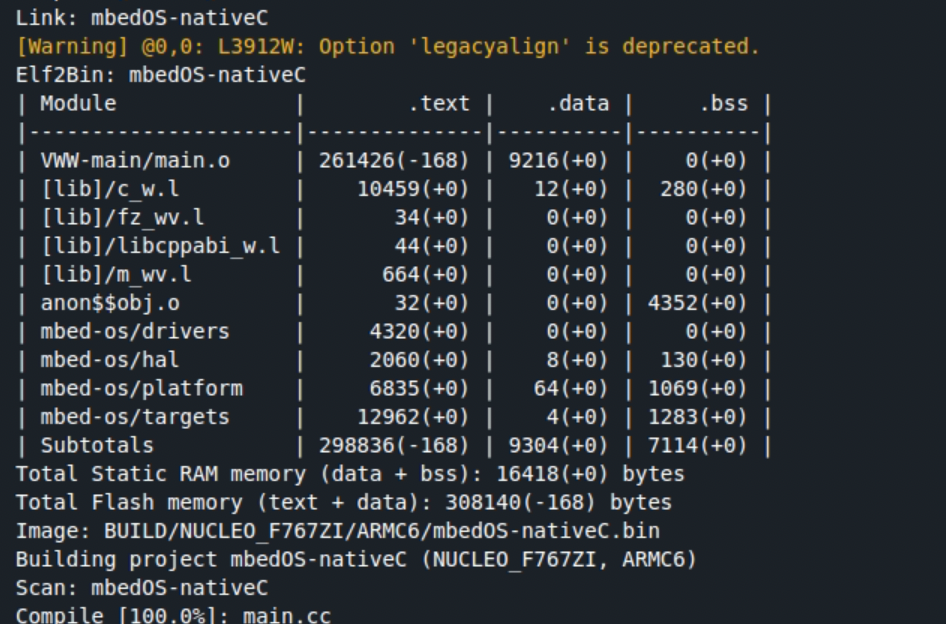 Link: mbedOS-nativeC
[Warning] @0,0: L3912W: Option 'legacyalign' is deprecated.
Elf2Bin: mbedOS-nativeC
| Module              |         .text |    .data |     .bss |
|---------------------|---------------|----------|----------|
| VWW-main/main.o     | 261426(-168) | 9216(+0) |    0(+0) |
| [lib]/c_w.l         |    10459(+0) |   12(+0) |  280(+0) |
| [lib]/fz_wv.l       |       34(+0) |    0(+0) |    0(+0) |
| [lib]/libcppabi_w.l |       44(+0) |    0(+0) |    0(+0) |
| [lib]/m_wv.l        |      664(+0) |    0(+0) |    0(+0) |
| anon$$obj.o         |       32(+0) |    0(+0) | 4352(+0) |
| mbed-os/drivers     |     4320(+0) |    0(+0) |    0(+0) |
| mbed-os/hal         |     2060(+0) |    8(+0) |  130(+0) |
| mbed-os/platform    |     6835(+0) |   64(+0) | 1069(+0) |
| mbed-os/targets     |    12962(+0) |    4(+0) | 1283(+0) |
| Subtotals           | 298836(-168) | 9304(+0) | 7114(+0) |
Total Static RAM memory (data + bss): 16418(+0) bytes
Total Flash memory (text + data): 308140(-168) bytes
Image: BUILD/NUCLEO_F767ZI/ARMC6/mbedOS-nativeC.bin
Building project mbedOS-nativeC (NUCLEO_F767ZI, ARMC6)
Scan: mbedOS-nativeC
Compile [100.0%]: main.cc